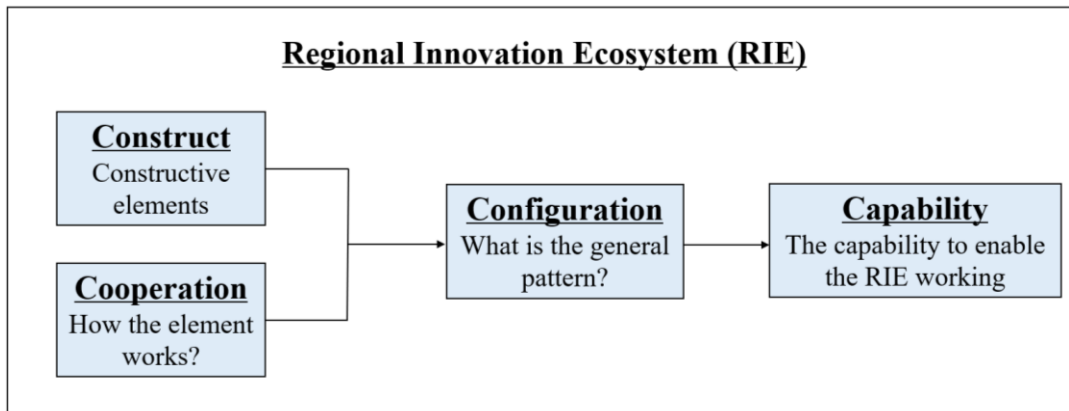 Regional Innovation Ecosystem (RIE)
Construct
Constructive
elements
Cooperation
How the element
works?
Configuration
What is the general
pattern?
Capability
The capability to enable
the RIE working